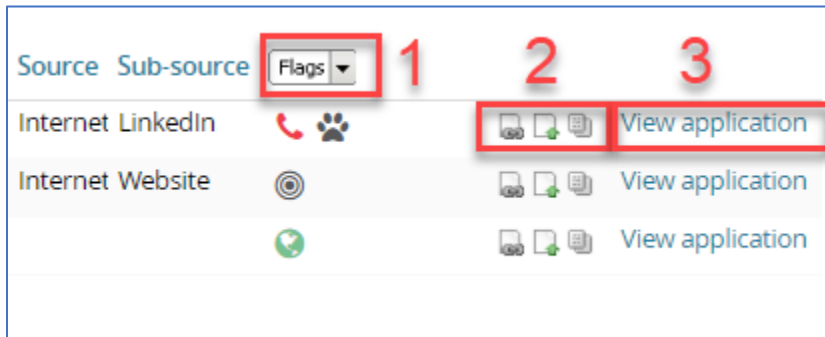 Source Sub-source Flags 1 2 3
Internet LinkedIn View application
Internet Website View application
View application